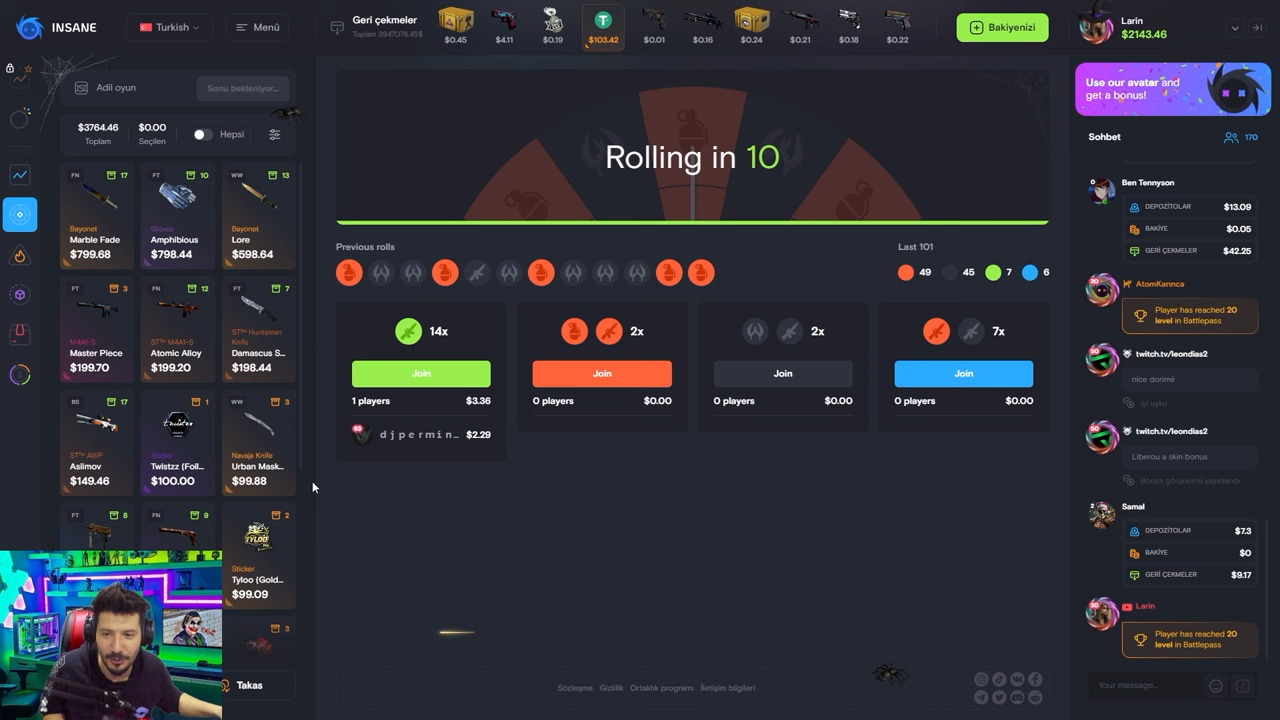 INSANE
Turkish
Menü
Geri çekmeler
Toplam 3947078.45$
$0.45
$4.11
$0.19
$103.42
$0.01
$0.16
$0.24
$0.21
$0.18
$0.22
Bakiyenizi
Larin
$2143.46
Adil oyun
Sonu bekleniyor...
$3764.46
Toplam
$0.00
Seçilen
Hepsi
FN 17
Bayonet
Marble Fade
$799.68
FT 10
Gloves
Amphibious
$798.44
WW 13
Bayonet
Lore
$598.64
FT 3
M4A1-S
Master Piece
$199.70
FN 12
ST™ M4A1-S
Atomic Alloy
$199.20
FT 7
ST™ Huntsman
Knife
Damascus S...
$198.44
BS 17
ST™ AWP
Asiimov
$149.46
1
Sticker
Twistzz (Foil...
$100.00
WW 3
Navaja Knife
Urban Mask...
$99.88
FT 8
FN 9
2
TYLOO
Sticker
Tyloo (Gold...
$99.09
3
Takas
Rolling in 10
Previous rolls
Last 101
49
45
7
6
14x
Join
1 players $3.36
63
djpermin... $2.29
2x
Join
0 players $0.00
2x
Join
0 players $0.00
7x
Join
0 players $0.00
Sözleşme Gizlilik Ortaklık programı İletişim bilgileri
Use our avatar and
get a bonus!
Sohbet
170
Ben Tennyson
DEPOZİTOLAR $13.09
BAKİYE $0.05
GERİ ÇEKMELER $42.25
20
AtomKarınca
Player has reached 20
level in Battlepass
50
twitch.tv/leondias2
nice dorimé
iyi uyku
50
twitch.tv/leondias2
Liberou a skin bonus
Bonus görünümü yayınlandı
2
Samal
DEPOZİTOLAR $7.3
BAKİYE $0
GERİ ÇEKMELER $9.17
20
Larin
Player has reached 20
level in Battlepass
Your message...